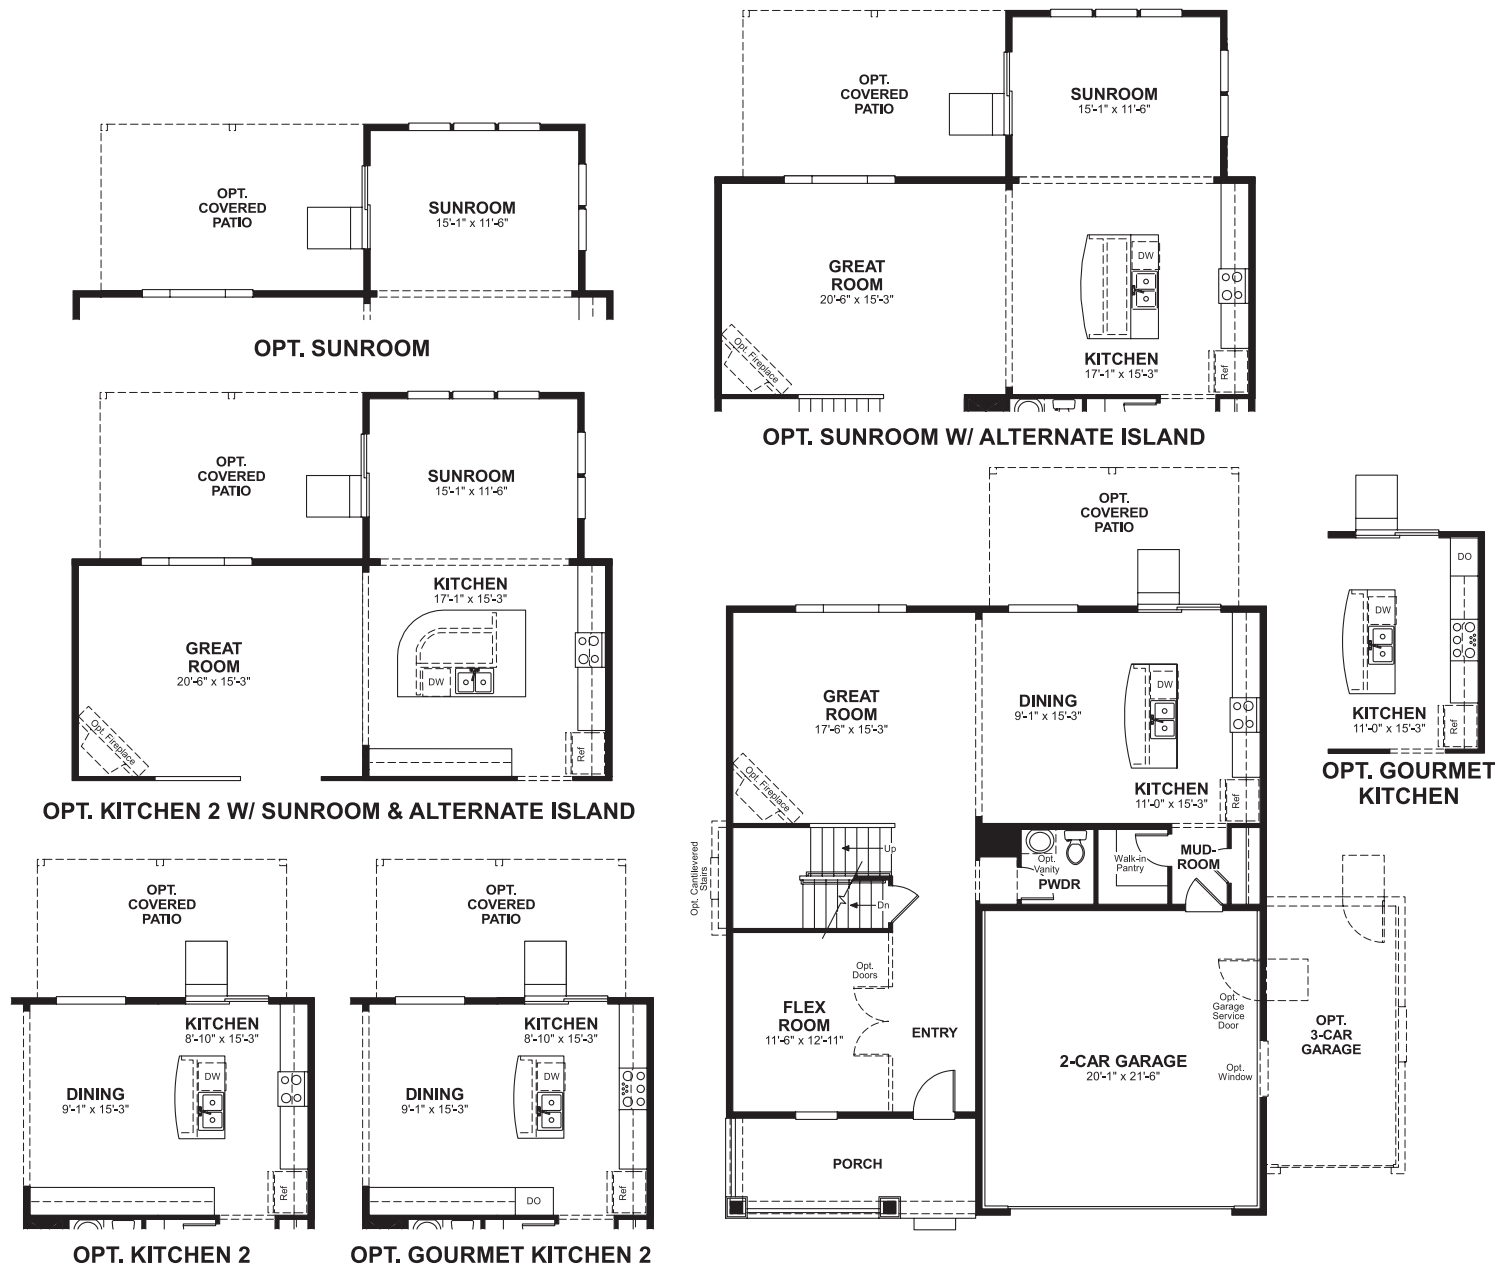 OPT.
COVERED
PATIO
SUNROOM
15'-1" x 11'-6"
OPT. SUNROOM
OPT.
COVERED
PATIO
SUNROOM
15'-1" x 11'-6"
GREAT
ROOM
20'-6" x 15'-3"
DW
KITCHEN
17'-1" x 15'-3"
Ref
Opt. Fireplace
OPT. SUNROOM W/ ALTERNATE ISLAND
OPT.
COVERED
PATIO
SUNROOM
15'-1" x 11'-6"
KITCHEN
17'-1" x 15'-3"
GREAT
ROOM
20'-6" x 15'-3"
DW
Ref
Opt. Fireplace
OPT. KITCHEN 2 W/ SUNROOM & ALTERNATE ISLAND
OPT.
COVERED
PATIO
GREAT
ROOM
17'-6" x 15'-3"
DINING
9'-1" x 15'-3"
DW
KITCHEN
11'-0" x 15'-3"
Ref
Opt. Fireplace
Opt. Cantilevered
Stairs
Up
Dn
Opt.
Vanity
PWDR
Walk-in
Pantry
MUD-
ROOM
Opt.
Doors
FLEX
ROOM
11'-6" x 12'-11"
ENTRY
2-CAR GARAGE
20'-1" x 21'-6"
Opt.
Garage
Service
Door
Opt.
Window
OPT.
3-CAR
GARAGE
PORCH
DO
DW
KITCHEN
11'-0" x 15'-3"
Ref
OPT. GOURMET
KITCHEN
OPT.
COVERED
PATIO
KITCHEN
8'-10" x 15'-3"
DW
DINING
9'-1" x 15'-3"
Ref
OPT. KITCHEN 2
OPT.
COVERED
PATIO
KITCHEN
8'-10" x 15'-3"
DW
DINING
9'-1" x 15'-3"
DO
Ref
OPT. GOURMET KITCHEN 2